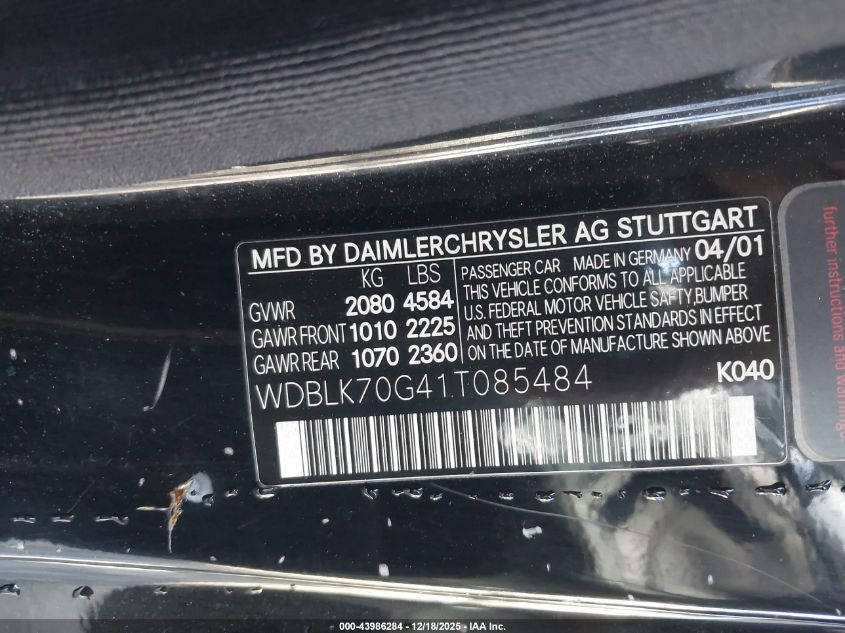 MFD BY DAIMLERCHRYSLER AG STUTTGART
KG LBS
GVWR 2080 4584
GAWR FRONT 1010 2225
GAWR REAR 1070 2360
PASSENGER CAR MADE IN GERMANY 04/01
THIS VEHICLE CONFORMS TO ALL APPLICABLE
U.S. FEDERAL MOTOR VEHICLE SAFTY,BUMPER
AND THEFT PREVENTION STANDARDS IN EFFECT
ON THE DATE OF MANUFACTURE SHOWN ABOVE
WDBLK70G41T085484
K040
further instructions and warning
000-43986284 - 12/18/2025 - IAA Inc.